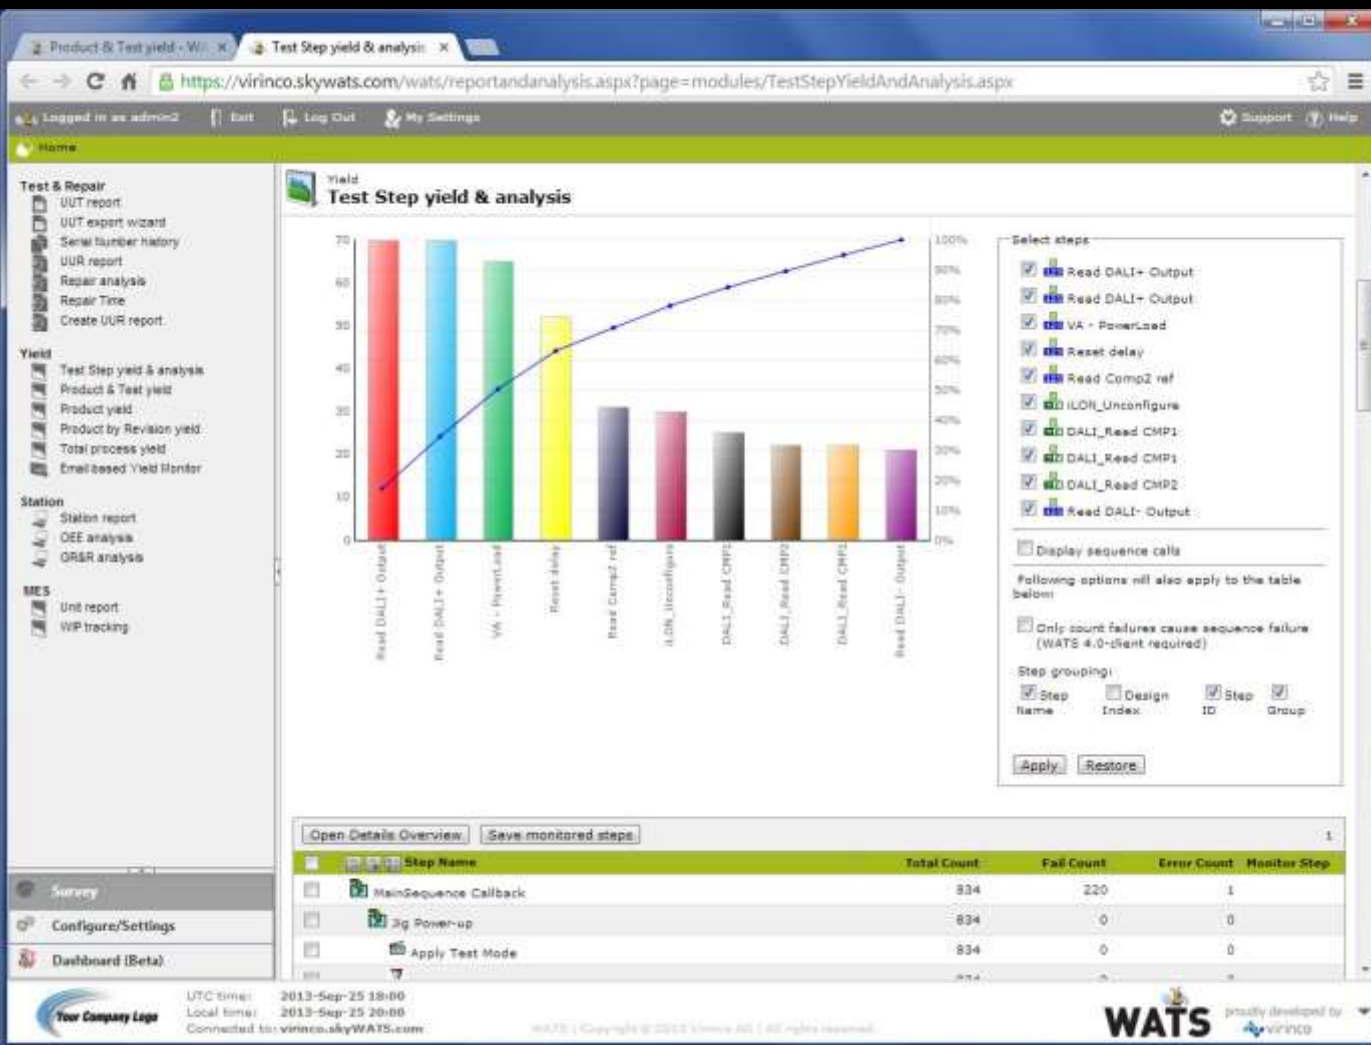 Product & Test yield - W
Test Step yield & analysis
https://virinco.skywats.com/wats/reportandanalysis.aspx?page=modules/TestStepYieldAndAnalysis.aspx
Logged in as admin2 Exit Log Out My Settings Support Help
Home
Test & Repair
UUT report
UUT export wizard
Serial Number history
UUR report
Repair analysis
Repair Time
Create UUR report
Yield
Test Step yield & analysis
Product & Test yield
Product yield
Product by Revision yield
Total process yield
Email based Yield Monitor
Station
Station report
OEE analysis
GR&R analysis
MES
Unit report
WIP tracking
Survey
Configure/Settings
Dashboard (Beta)
Yield
Test Step yield & analysis
70
60
50
40
30
20
10
0
100%
90%
80%
70%
60%
50%
40%
30%
20%
10%
0%
Read DALI+ Output
Read DALI+ Output
VA - PowerLoad
Reset delay
Read Comp2 ref
iLON_Unconfigure
DALI_Read CMP1
DALI_Read CMP2
DALI_Read CMP1
Read DALI- Output
Select steps
Read DALI+ Output
Read DALI+ Output
VA - PowerLoad
Reset delay
Read Comp2 ref
iLON_Unconfigure
DALI_Read CMP1
DALI_Read CMP1
DALI_Read CMP2
Read DALI- Output
Display sequence calls
Following options will also apply to the table
below:
Only count failures cause sequence failure
(WATS 4.0-client required)
Step grouping:
Step Name Design Index Step ID Group
Apply Restore
Open Details Overview Save monitored steps 1
Step Name Total Count Fail Count Error Count Monitor Step
MainSequence Callback 834 220 1
Jig Power-up 834 0 0
Apply Test Mode 834 0 0
Your Company Logo
UTC time: 2013-Sep-25 18:00
Local time: 2013-Sep-25 20:00
Connected to: virinco.skyWATS.com
WATS | Copyright © 2013 Virinco AS | All rights reserved.
WATS
proudly developed by
virinco